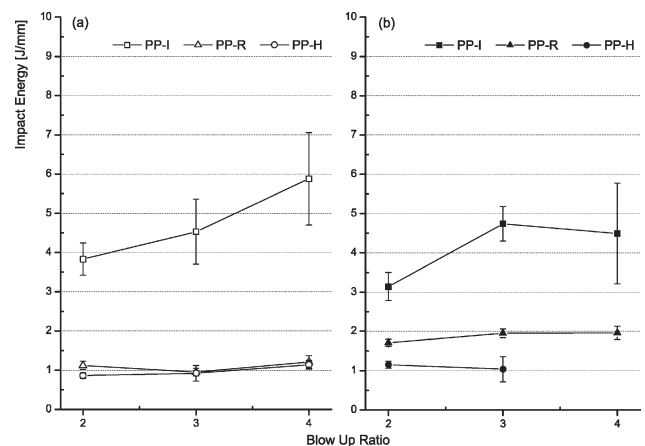 (a)
PP-I PP-R PP-H
(b)
PP-I PP-R PP-H
Impact Energy [J/mm]
10
9
8
7
6
5
4
3
2
1
0
2 3 4
10
9
8
7
6
5
4
3
2
1
0
2 3 4
Blow Up Ratio